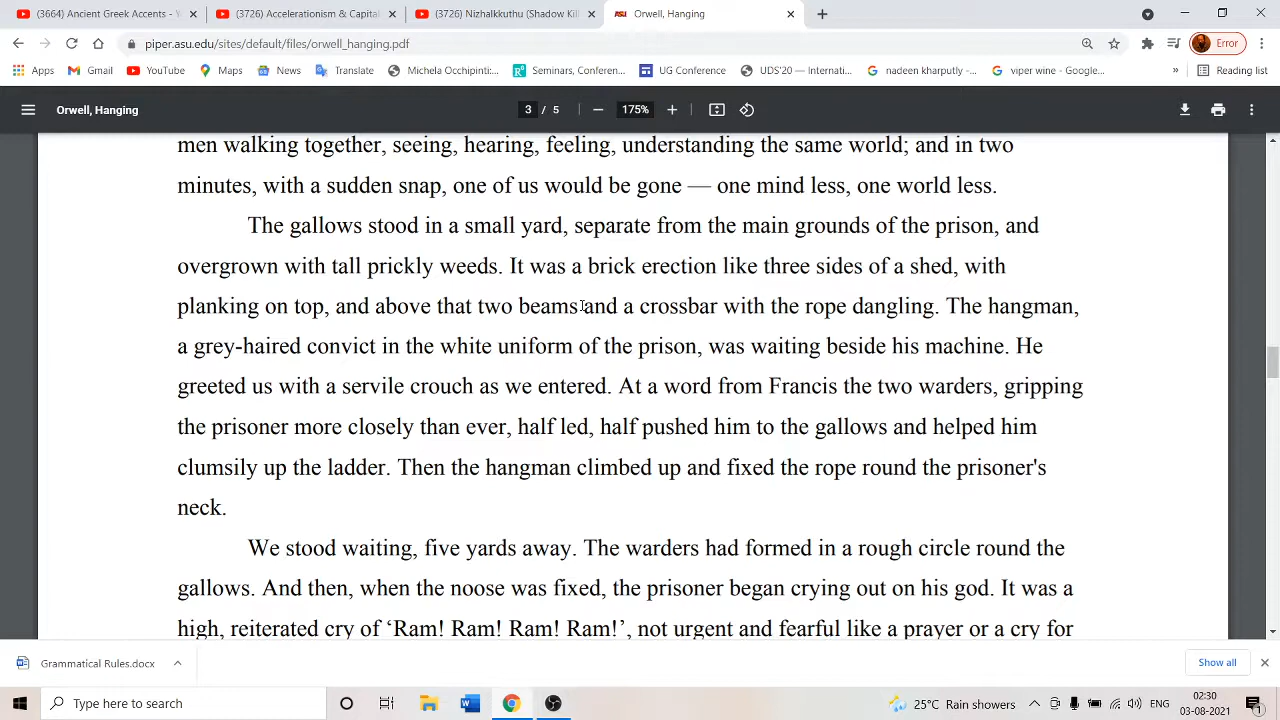 (3664) Ancient Greek Accents - Y
(3726) Accelerationism & Capital
(3726) Nizhalkkuthu (Shadow Kill
ASU Orwell, Hanging
piper.asu.edu/sites/default/files/orwell_hanging.pdf
Error
Apps Gmail YouTube Maps News Translate Michela Occhipinti:... Seminars, Conferen... UG Conference UDS'20 — Internati... nadeem kharputly -... viper wine - Google... » Reading list
Orwell, Hanging 3 / 5 175%
men walking together, seeing, hearing, feeling, understanding the same world; and in two
minutes, with a sudden snap, one of us would be gone — one mind less, one world less.
The gallows stood in a small yard, separate from the main grounds of the prison, and
overgrown with tall prickly weeds. It was a brick erection like three sides of a shed, with
planking on top, and above that two beams and a crossbar with the rope dangling. The hangman,
a grey-haired convict in the white uniform of the prison, was waiting beside his machine. He
greeted us with a servile crouch as we entered. At a word from Francis the two warders, gripping
the prisoner more closely than ever, half led, half pushed him to the gallows and helped him
clumsily up the ladder. Then the hangman climbed up and fixed the rope round the prisoner's
neck.
We stood waiting, five yards away. The warders had formed in a rough circle round the
gallows. And then, when the noose was fixed, the prisoner began crying out on his god. It was a
high, reiterated cry of ‘Ram! Ram! Ram! Ram!’, not urgent and fearful like a prayer or a cry for
Grammatical Rules.docx
Show all
Type here to search
25°C Rain showers
ENG
02:30
03-08-2021
1